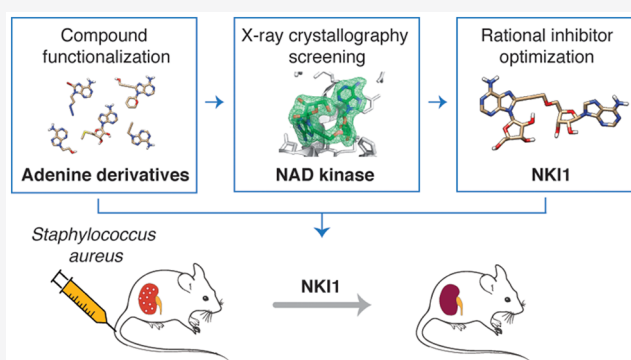 Compound
functionalization
Adenine derivatives
X-ray crystallography
screening
NAD kinase
Rational inhibitor
optimization
NKI1
Staphylococcus
aureus
NKI1